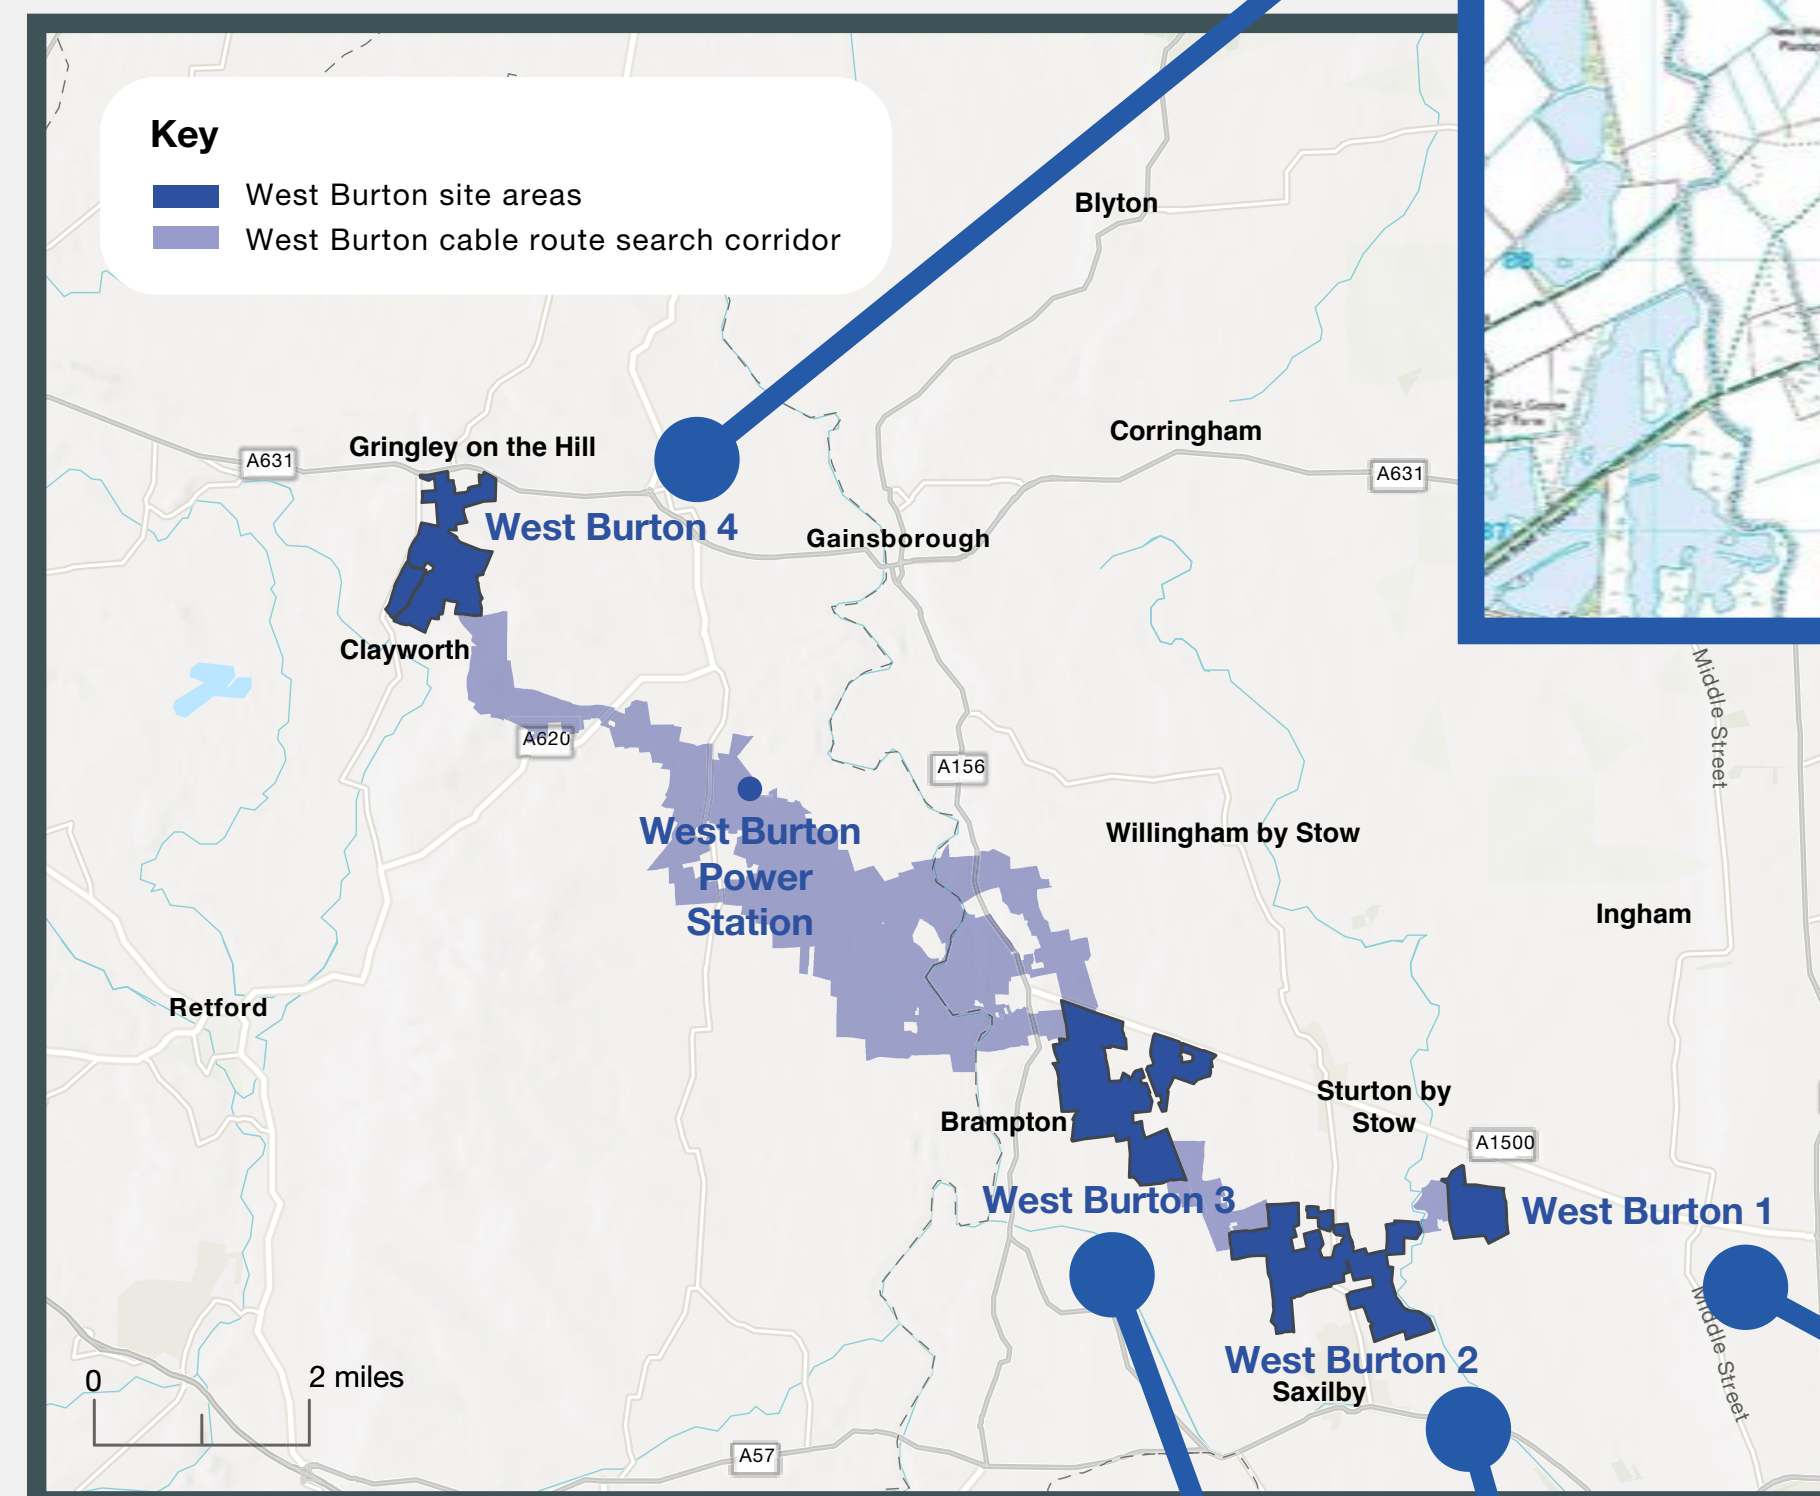 Key
West Burton site areas
West Burton cable route search corridor
Blyton
Corringham
Gringley on the Hill
A631
A631
West Burton 4
Gainsborough
Clayworth
A620
A156
Middle Street
West Burton
Power
Station
Willingham by Stow
Ingham
Retford
Sturton by
Stow
Brampton
A1500
West Burton 3
West Burton 1
Middle Street
West Burton 2
Saxilby
0
2 miles
A57